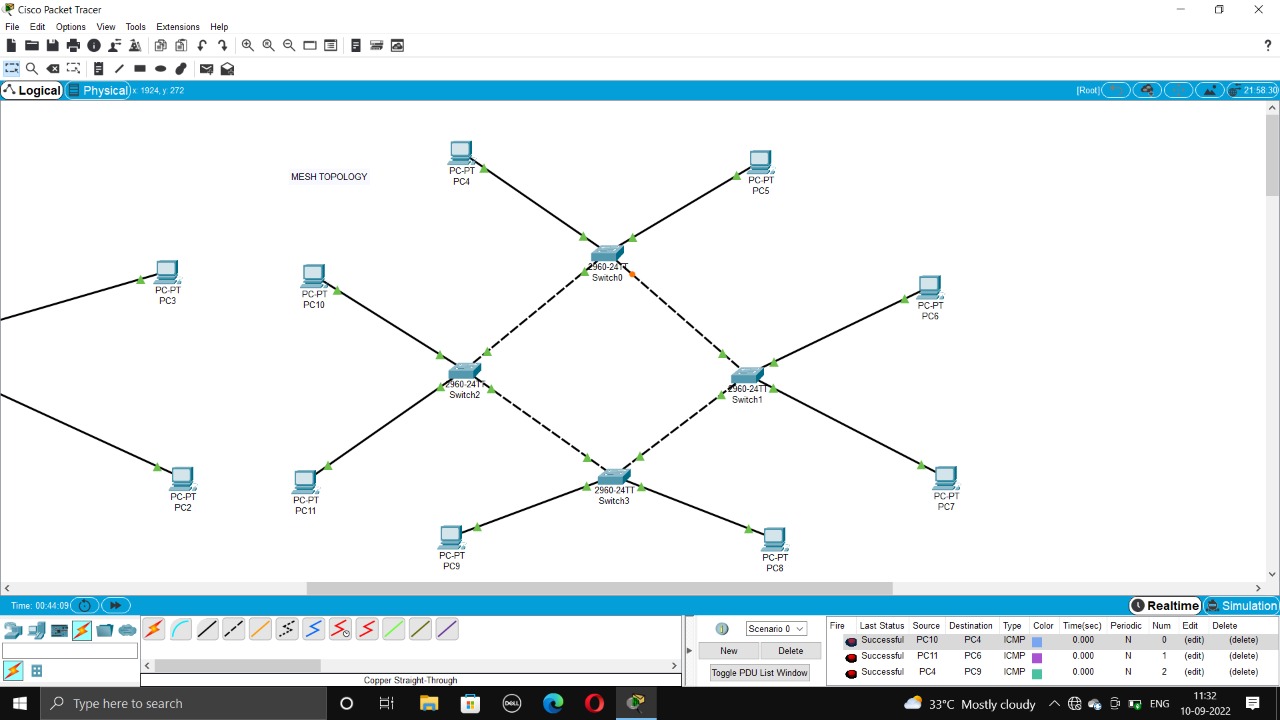 Cisco Packet Tracer
File Edit Options View Tools Extensions Help
?
Logical Physical x: 1924, y: 272 [Root] 21:58:30
MESH TOPOLOGY
PC-PT
PC4
PC-PT
PC5
2960-24TT
Switch0
PC-PT
PC3
PC-PT
PC10
PC-PT
PC6
2960-24TT
Switch2
2960-24TT
Switch1
PC-PT
PC2
PC-PT
PC11
2960-24TT
Switch3
PC-PT
PC7
PC-PT
PC9
PC-PT
PC8
Time: 00:44:09 Realtime Simulation
Scenario 0
New Delete
Toggle PDU List Window
Fire Last Status Source Destination Type Color Time(sec) Periodic Num Edit Delete
Successful PC10 PC4 ICMP 0.000 N 0 (edit) (delete)
Successful PC11 PC6 ICMP 0.000 N 1 (edit) (delete)
Successful PC4 PC9 ICMP 0.000 N 2 (edit) (delete)
Copper Straight-Through
Type here to search
DELL
33°C Mostly cloudy
ENG
11:32
10-09-2022